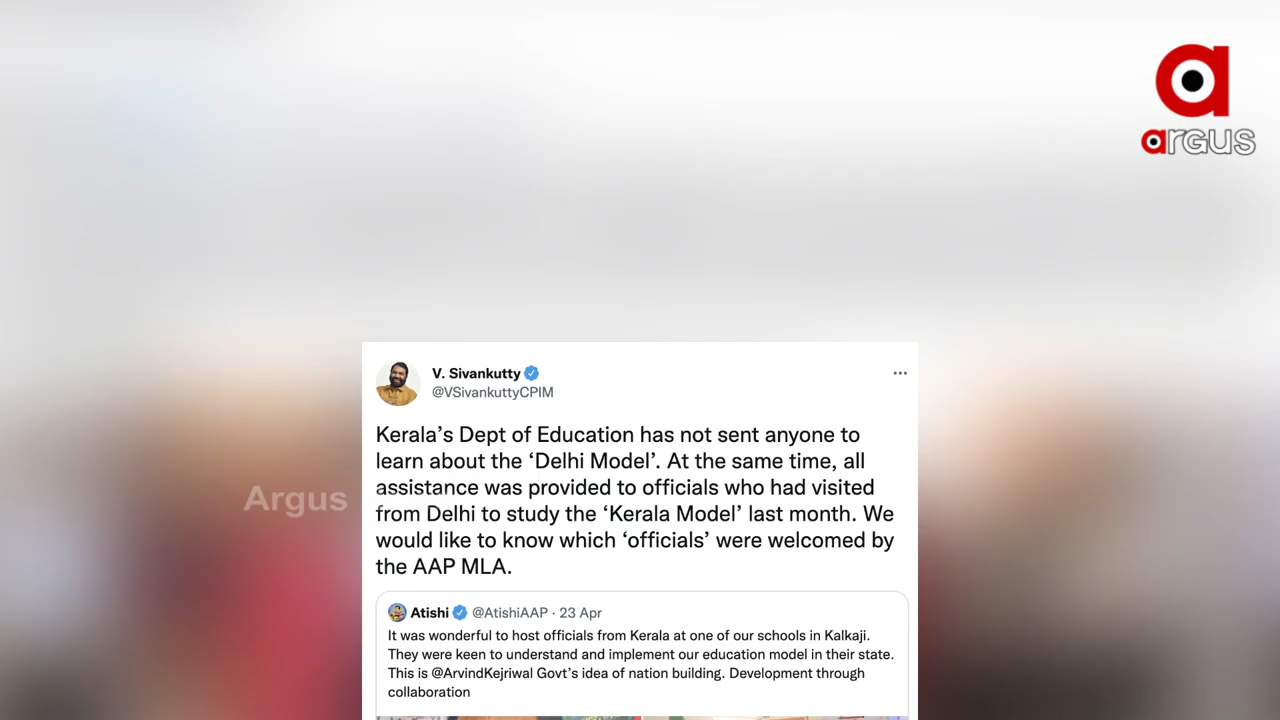 a
aRGUS
V. Sivankutty
@VSivankuttyCPIM
Kerala’s Dept of Education has not sent anyone to
learn about the ‘Delhi Model’. At the same time, all
assistance was provided to officials who had visited
from Delhi to study the ‘Kerala Model’ last month. We
would like to know which ‘officials’ were welcomed by
the AAP MLA.
Argus
Atishi @AtishiAAP · 23 Apr
It was wonderful to host officials from Kerala at one of our schools in Kalkaji.
They were keen to understand and implement our education model in their state.
This is @ArvindKejriwal Govt’s idea of nation building. Development through
collaboration